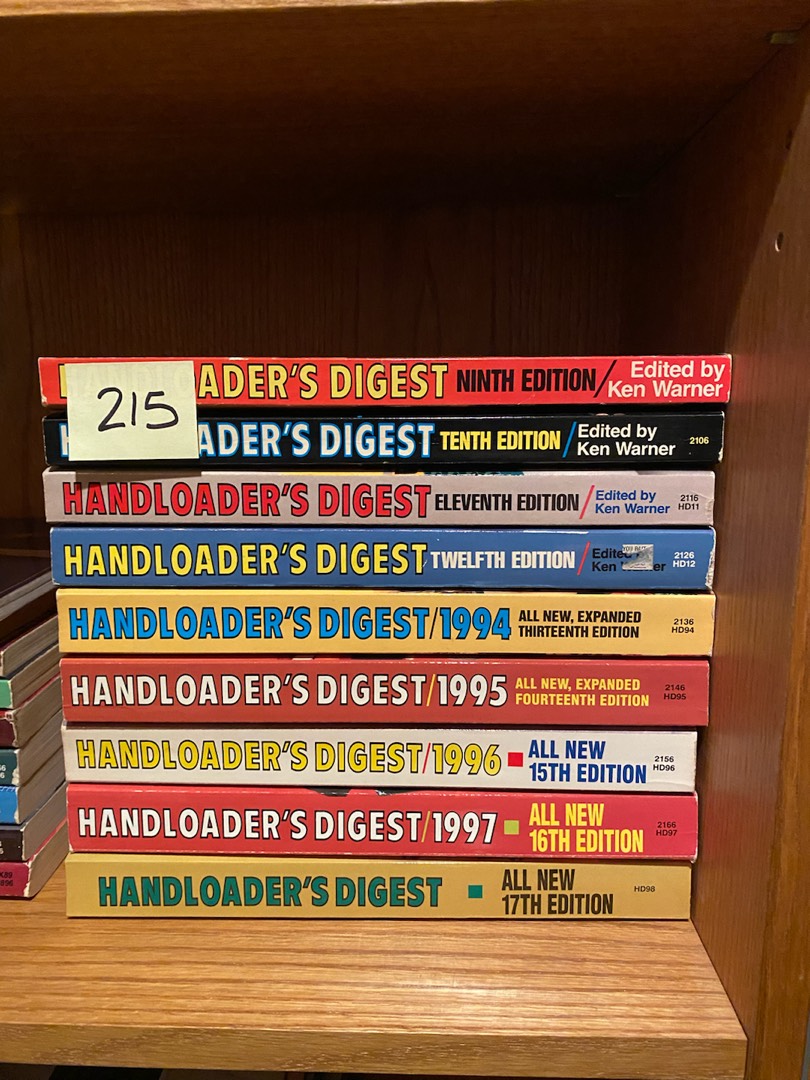 215
ADER'S DIGEST NINTH EDITION/Edited by
Ken Warner
LOADER'S DIGEST TENTH EDITION/Edited by
Ken Warner 2106
HANDLOADER'S DIGEST ELEVENTH EDITION/Edited by
Ken Warner
2116
HD11
HANDLOADER'S DIGEST TWELFTH EDITION/Edited
Ken
2126
HD12
HANDLOADER'S DIGEST/1994 ALL NEW, EXPANDED
THIRTEENTH EDITION
2136
HD94
HANDLOADER'S DIGEST/1995 ALL NEW, EXPANDED
FOURTEENTH EDITION
2146
HD95
HANDLOADER'S DIGEST/1996 ALL NEW
15TH EDITION
2156
HD96
HANDLOADER'S DIGEST/1997 ALL NEW
16TH EDITION
2166
HD97
HANDLOADER'S DIGEST ALL NEW
17TH EDITION
HD98